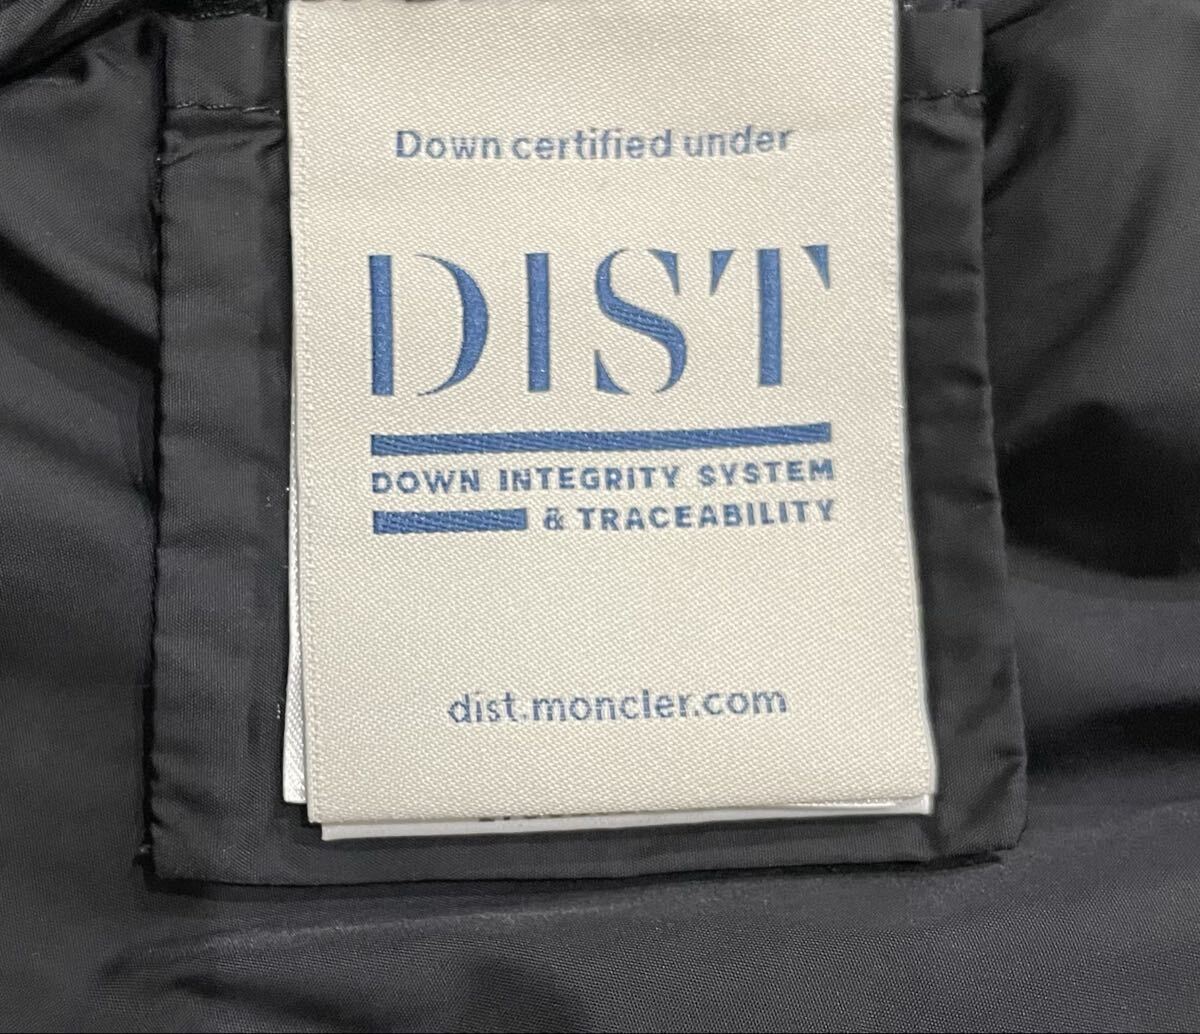 Down certified under
DIST
DOWN INTEGRITY SYSTEM
& TRACEABILITY
dist.moncler.com